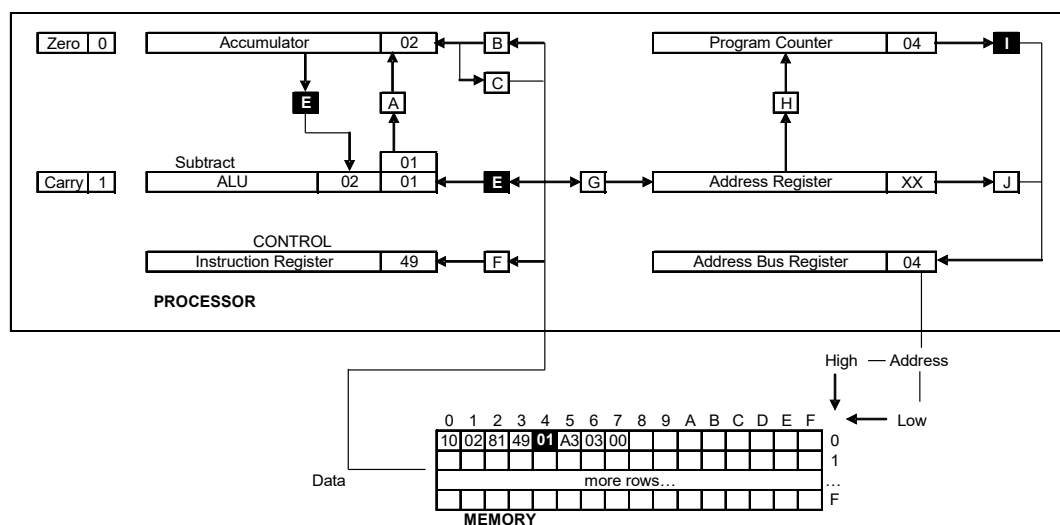 Zero 0 Accumulator 02 B Program Counter 04 I
C
E A H
Subtract 01
Carry 1 ALU 02 01 E G Address Register XX J
CONTROL
Instruction Register 49 F Address Bus Register 04
PROCESSOR
High Address
0 1 2 3 4 5 6 7 8 9 A B C D E F Low
10 02 81 49 01 A3 03 00 0
1
Data more rows… …
F
MEMORY